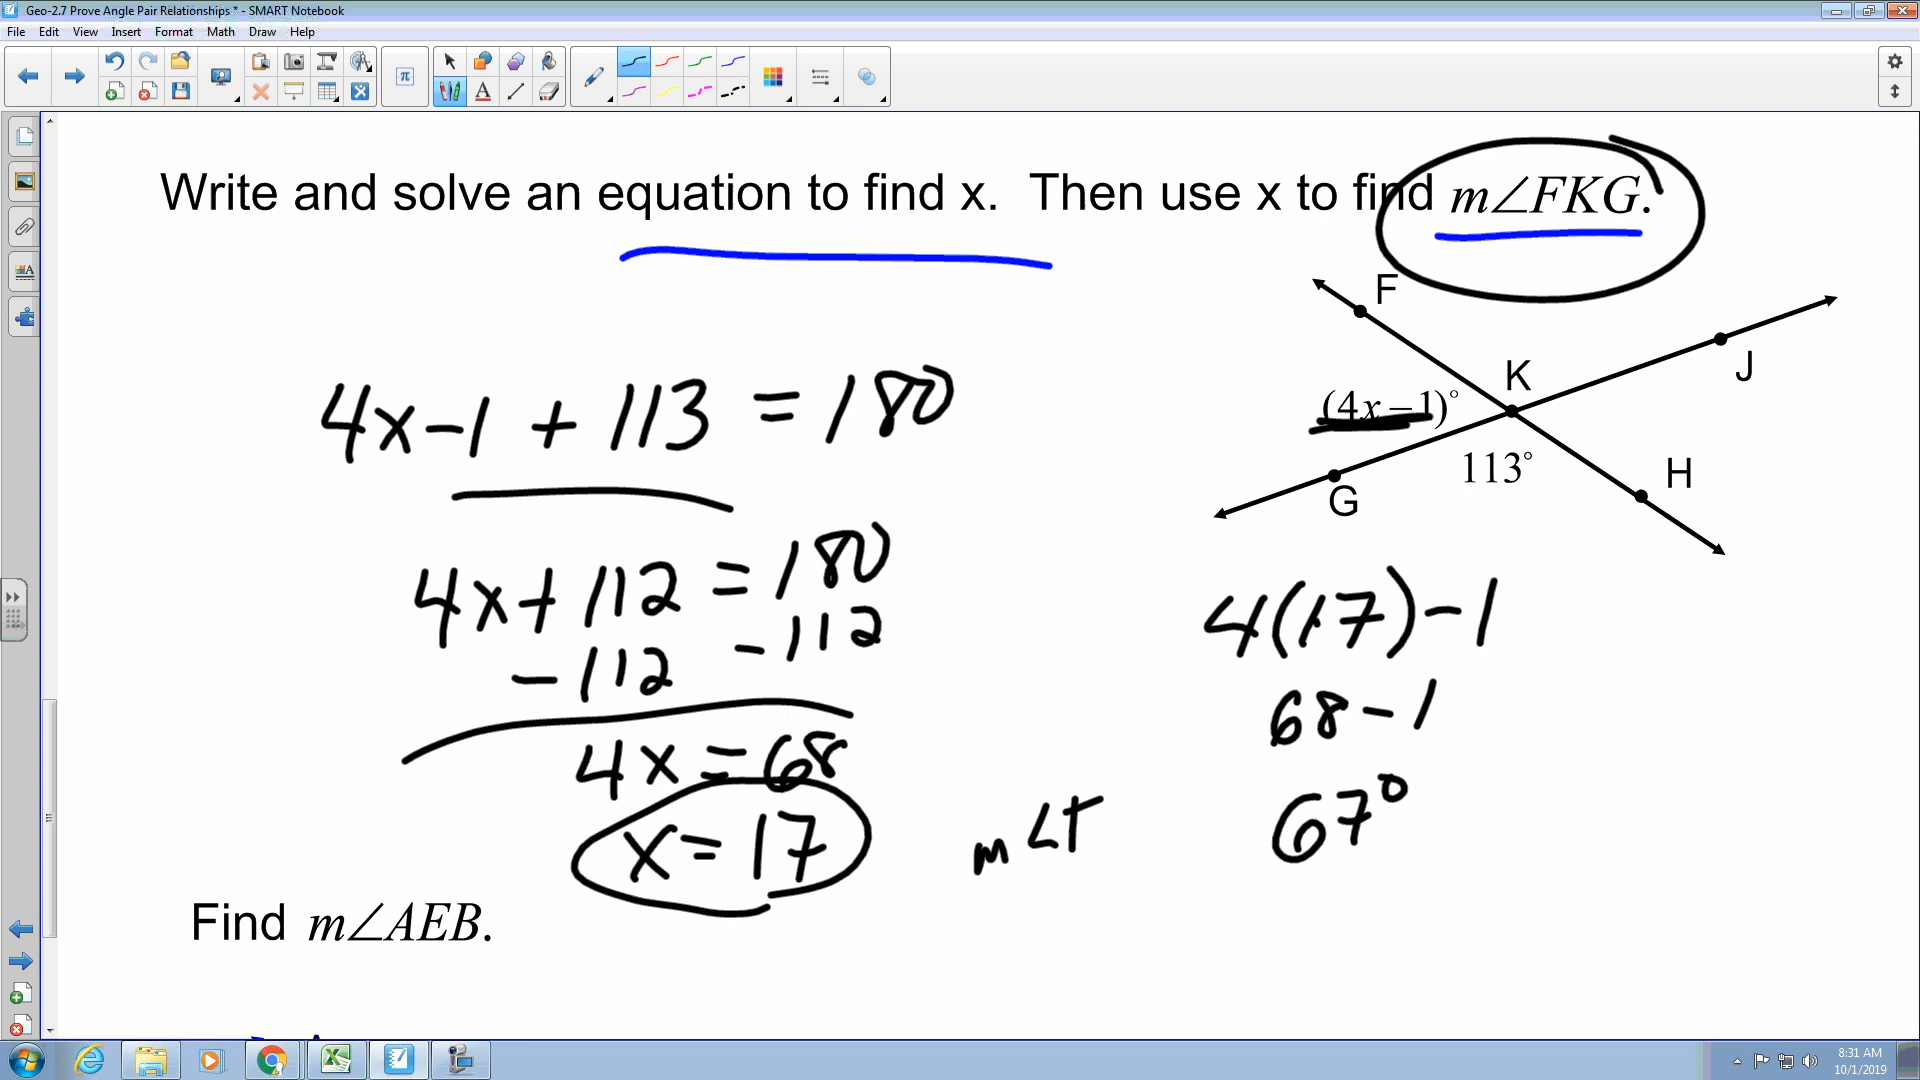 Geo-2.7 Prove Angle Pair Relationships * - SMART Notebook
File Edit View Insert Format Math Draw Help
Write and solve an equation to find x. Then use x to find m∠FKG.
F
J
K
(4x−1)°
113°
H
G
4x-1 + 113 = 180
4x+112 = 180
-112 -112
4x = 68
x = 17
4(17)-1
68-1
67°
m∠F
Find m∠AEB.
8:31 AM
10/1/2019